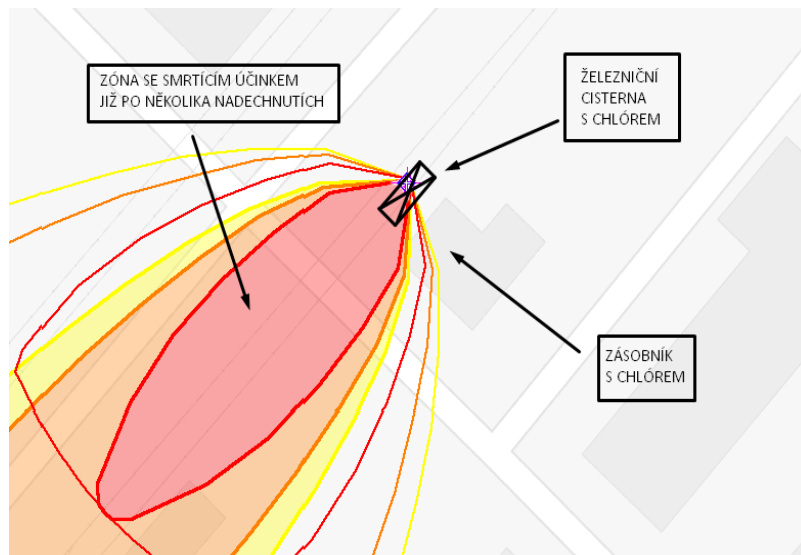 ZÓNA SE SMRTÍCÍM ÚČINKEM
JIŽ PO NĚKOLIKA NADECHNUTÍCH
ŽELEZNIČNÍ
CISTERNA
S CHLÓREM
ZÁSOBNÍK
S CHLÓREM